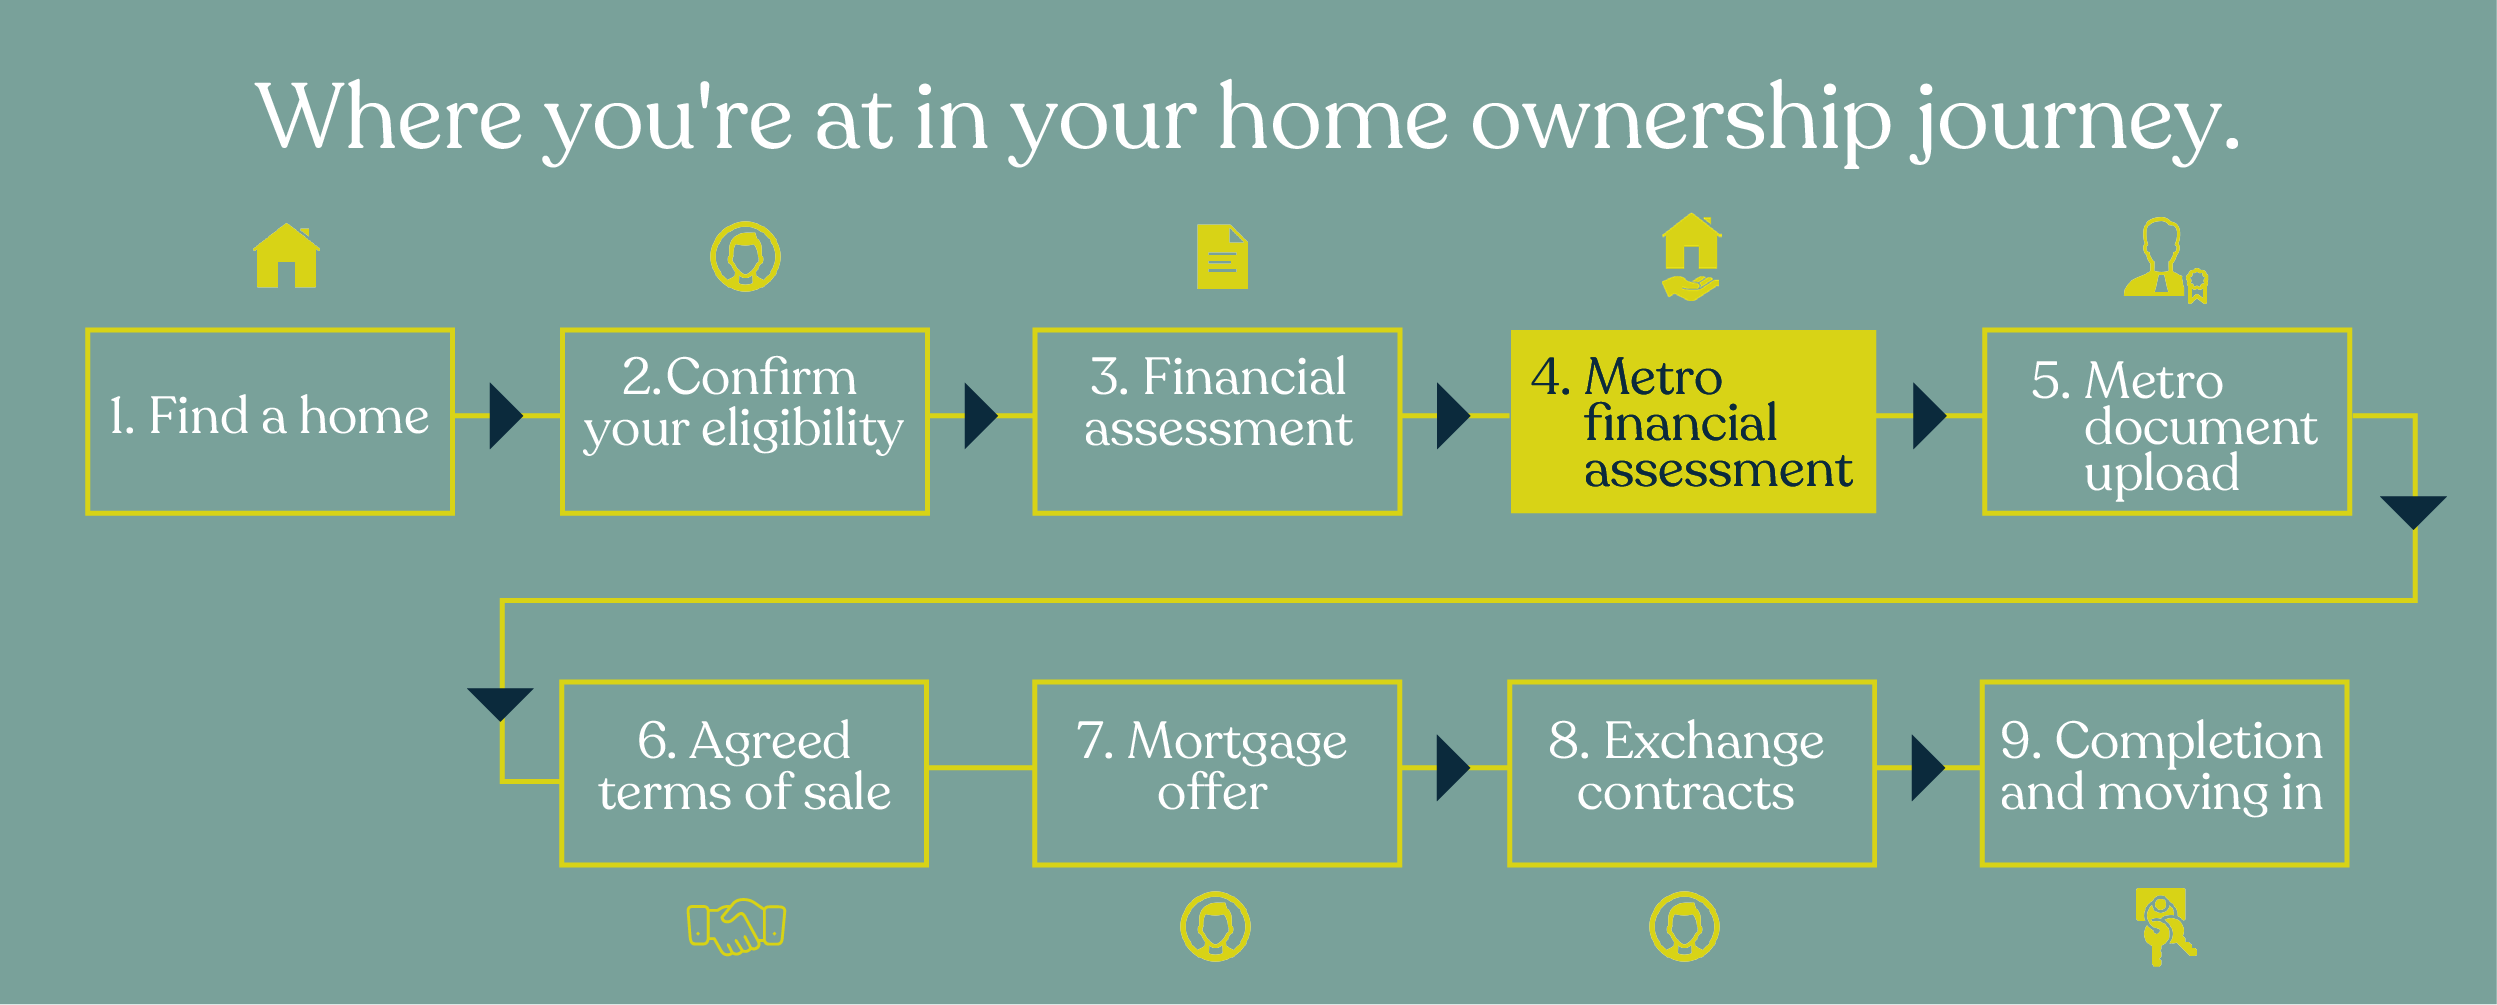 Where you're at in your home ownership journey.
1. Find a home
2.Confirm
your eligibility
3. Financial
assessment
4. Metro
financial
assessment
5. Metro
document
upload
6. Agreed
terms of sale
7. Mortgage
offer
8. Exchange
contracts
9. Completion
and moving in